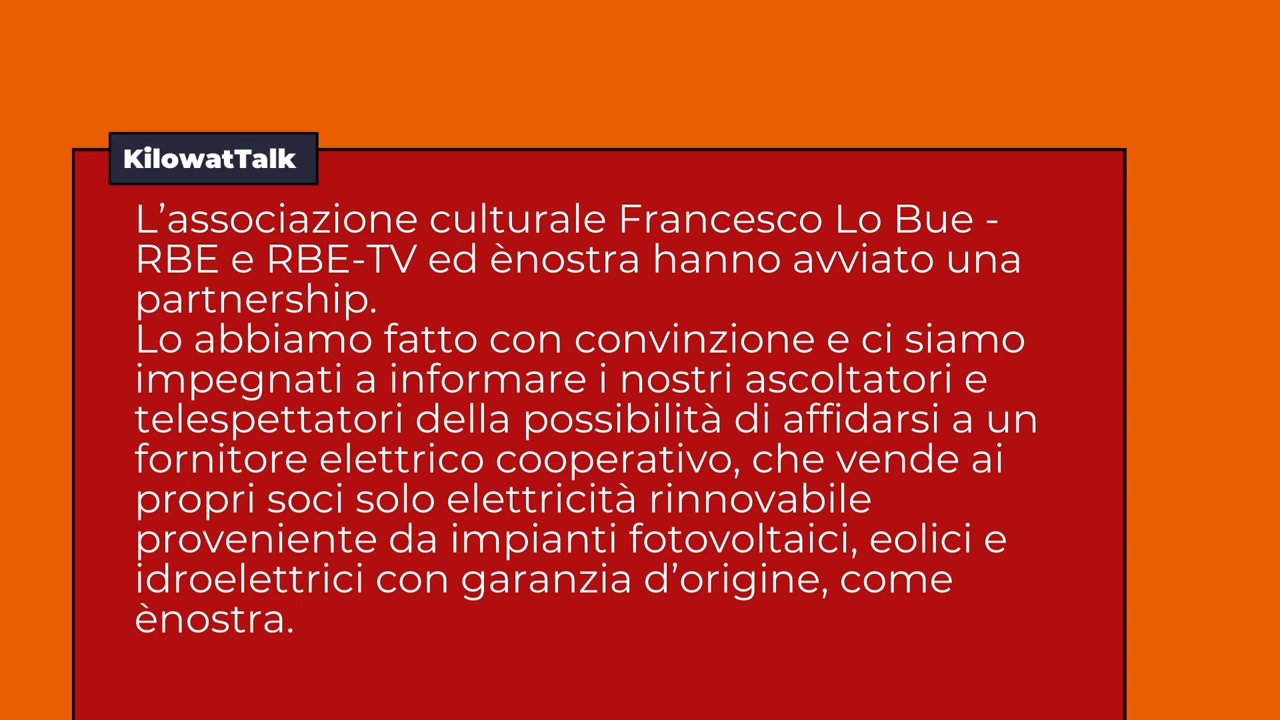 KilowatTalk
L’associazione culturale Francesco Lo Bue -
RBE e RBE-TV ed ènostra hanno avviato una
partnership.
Lo abbiamo fatto con convinzione e ci siamo
impegnati a informare i nostri ascoltatori e
telespettatori della possibilità di affidarsi a un
fornitore elettrico cooperativo, che vende ai
propri soci solo elettricità rinnovabile
proveniente da impianti fotovoltaici, eolici e
idroelettrici con garanzia d’origine, come
ènostra.